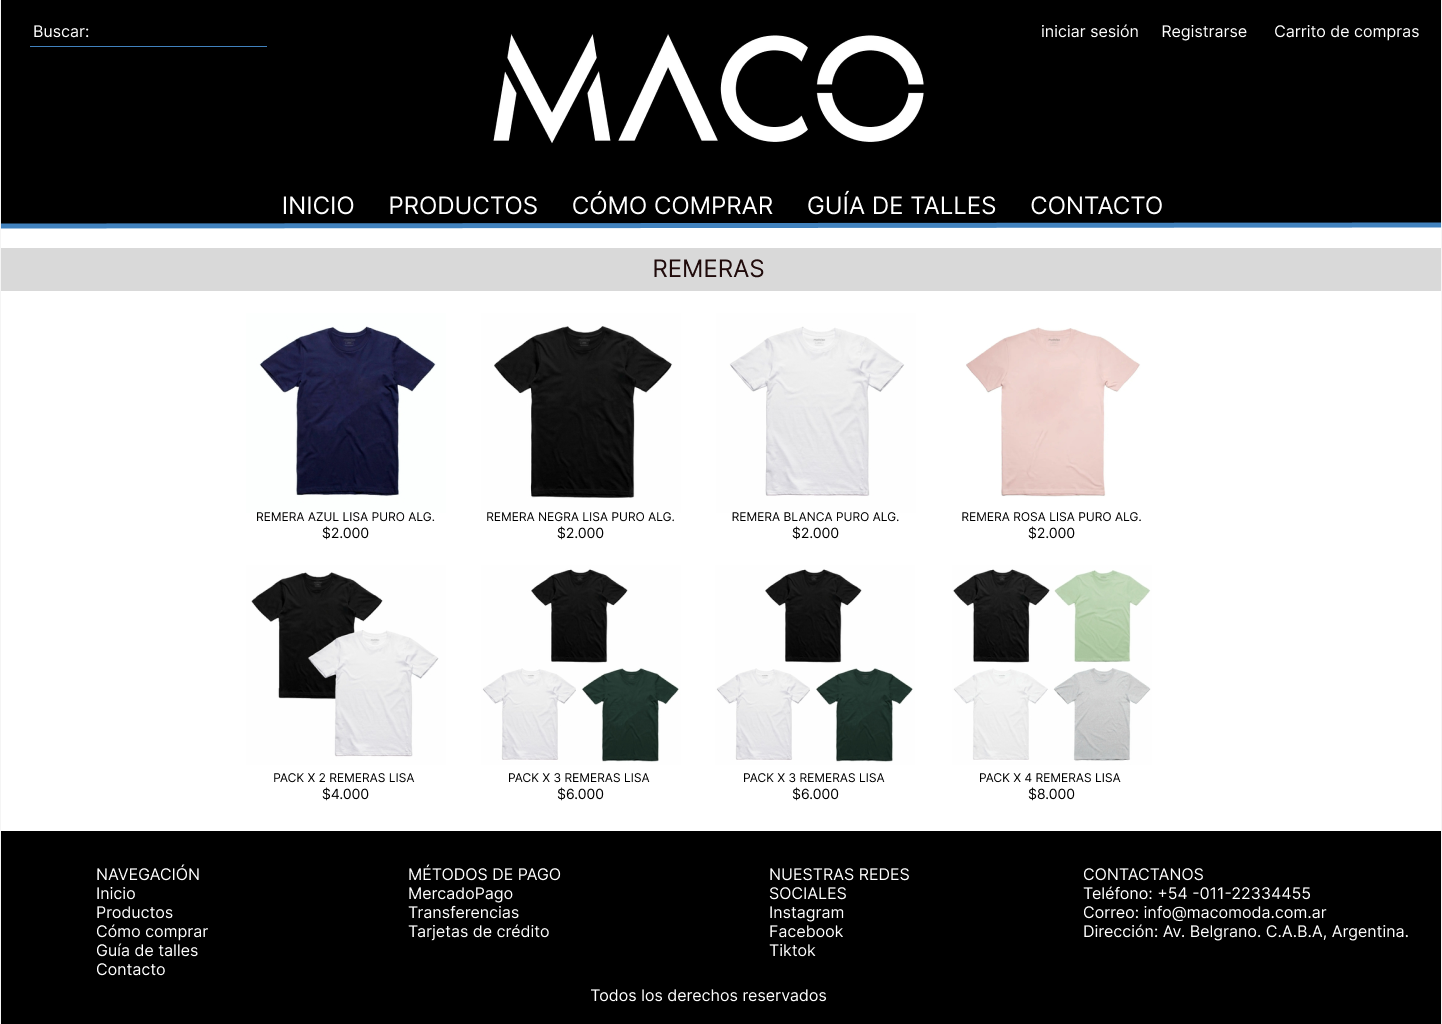 Buscar:
iniciar sesión Registrarse Carrito de compras
MACO
INICIO PRODUCTOS CÓMO COMPRAR GUÍA DE TALLES CONTACTO
REMERAS
REMERA AZUL LISA PURO ALG.
$2.000
REMERA NEGRA LISA PURO ALG.
$2.000
REMERA BLANCA PURO ALG.
$2.000
REMERA ROSA LISA PURO ALG.
$2.000
PACK X 2 REMERAS LISA
$4.000
PACK X 3 REMERAS LISA
$6.000
PACK X 3 REMERAS LISA
$6.000
PACK X 4 REMERAS LISA
$8.000
NAVEGACIÓN
Inicio
Productos
Cómo comprar
Guía de talles
Contacto
MÉTODOS DE PAGO
MercadoPago
Transferencias
Tarjetas de crédito
NUESTRAS REDES
SOCIALES
Instagram
Facebook
Tiktok
CONTACTANOS
Teléfono: +54 -011-22334455
Correo: info@macomoda.com.ar
Dirección: Av. Belgrano. C.A.B.A, Argentina.
Todos los derechos reservados